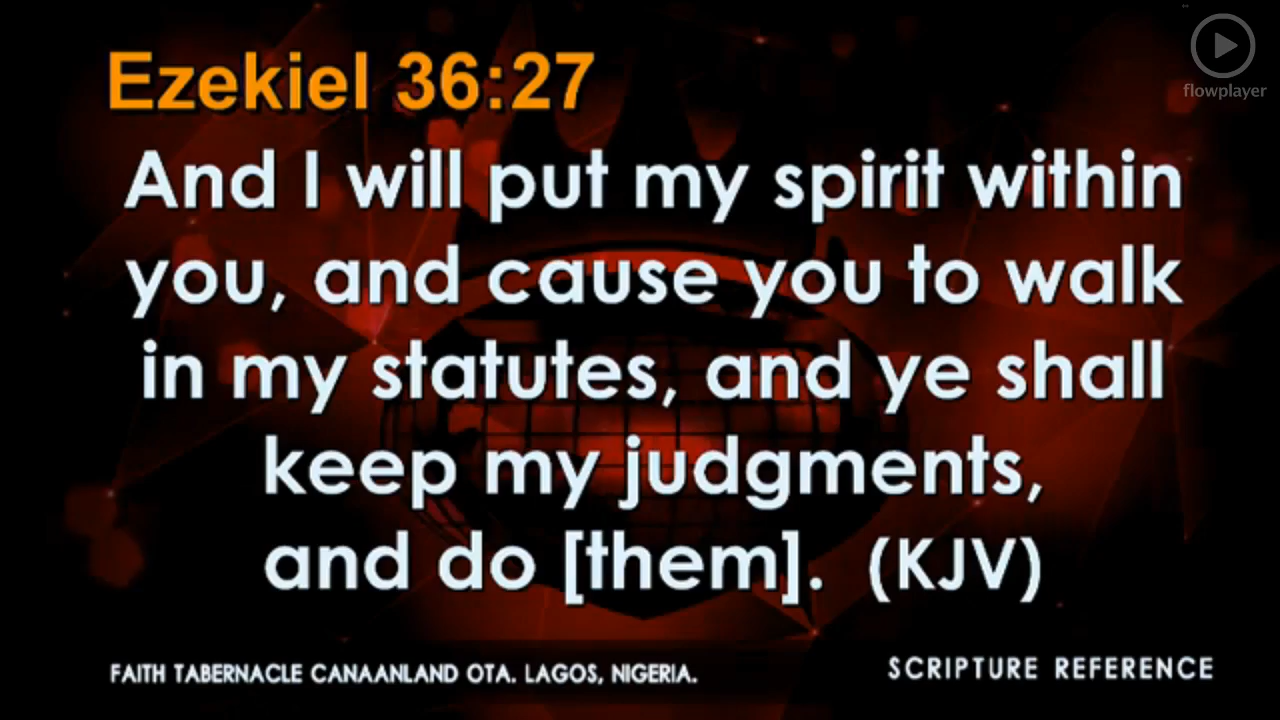 Ezekiel 36:27
flowplayer
And I will put my spirit within
you, and cause you to walk
in my statutes, and ye shall
keep my judgments,
and do [them]. (KJV)
FAITH TABERNACLE CANAANLAND OTA. LAGOS, NIGERIA.
SCRIPTURE REFERENCE